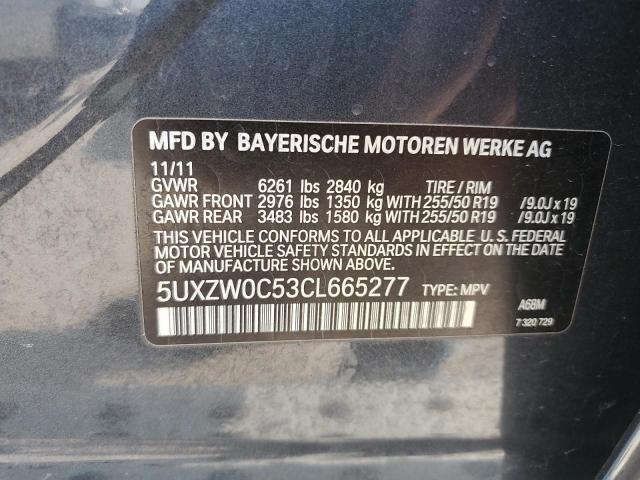 MFD BY BAYERISCHE MOTOREN WERKE AG
11/11
GVWR 6261 lbs 2840 kg TIRE / RIM
GAWR FRONT 2976 lbs 1350 kg WITH 255/50 R19 /9.0J x 19
GAWR REAR 3483 lbs 1580 kg WITH 255/50 R19 /9.0J x 19
THIS VEHICLE CONFORMS TO ALL APPLICABLE U. S. FEDERAL
MOTOR VEHICLE SAFETY STANDARDS IN EFFECT ON THE DATE
OF MANUFACTURE SHOWN ABOVE.
5UXZW0C53CL665277 TYPE: MPV
A68M
7 320 729